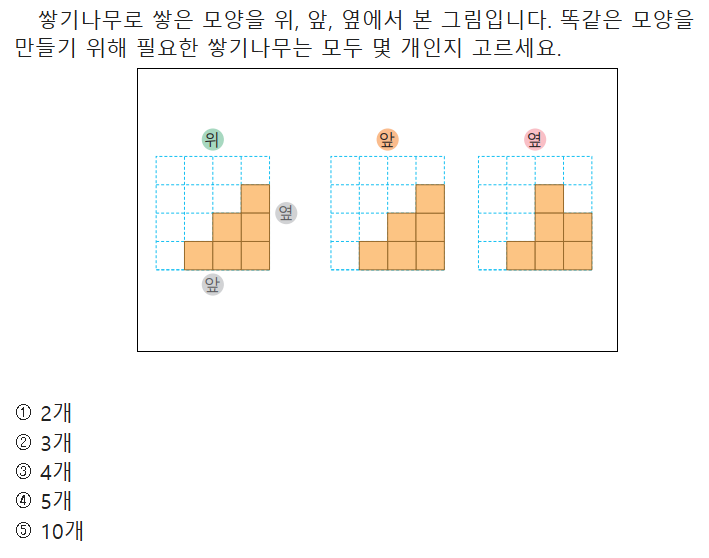 쌓기나무로 쌓은 모양을 위, 앞, 옆에서 본 그림입니다. 똑같은 모양을
만들기 위해 필요한 쌓기나무는 모두 몇 개인지 고르세요.
위 앞 옆
옆
앞
① 2개
② 3개
③ 4개
④ 5개
⑤ 10개